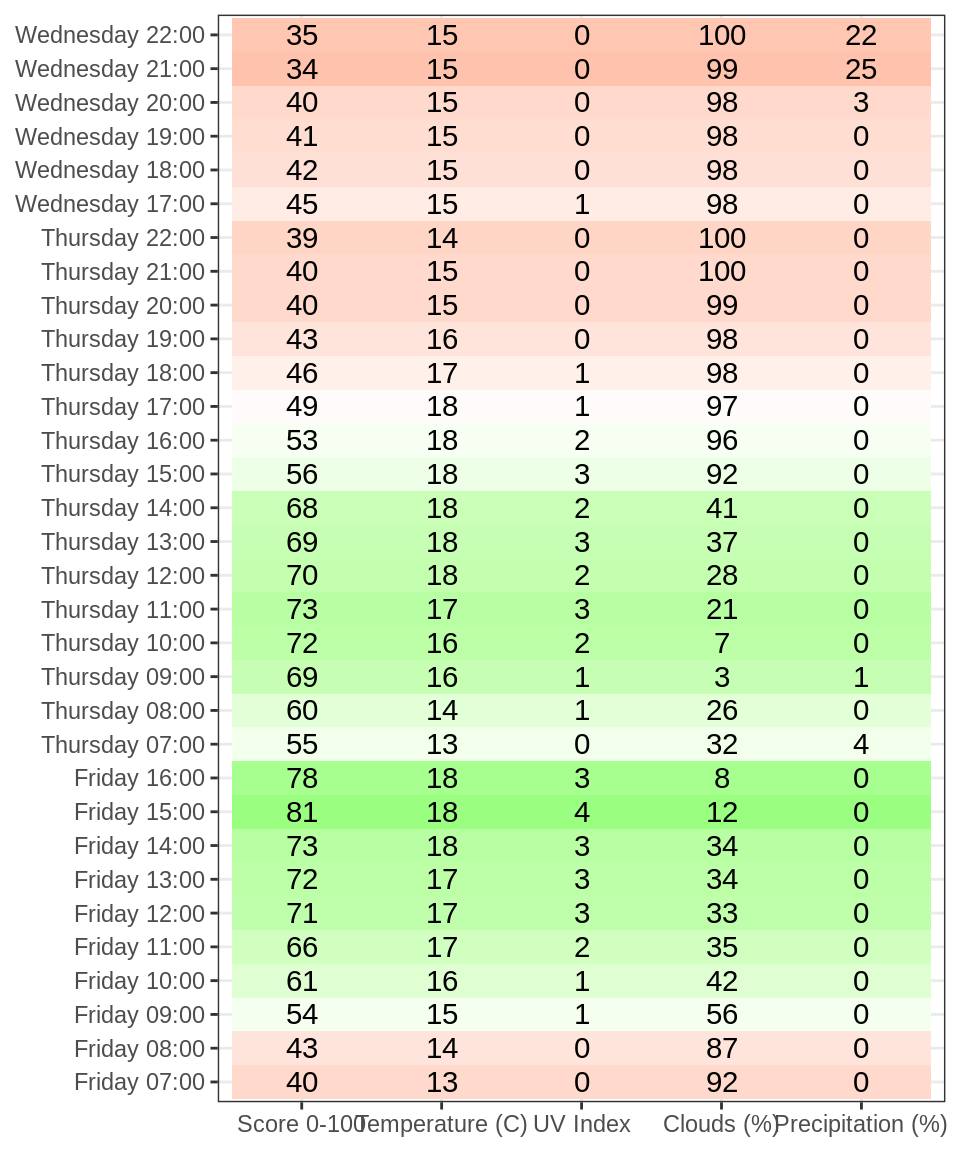 Wednesday 22:00 35 15 0 100 22
Wednesday 21:00 34 15 0 99 25
Wednesday 20:00 40 15 0 98 3
Wednesday 19:00 41 15 0 98 0
Wednesday 18:00 42 15 0 98 0
Wednesday 17:00 45 15 1 98 0
Thursday 22:00 39 14 0 100 0
Thursday 21:00 40 15 0 100 0
Thursday 20:00 40 15 0 99 0
Thursday 19:00 43 16 0 98 0
Thursday 18:00 46 17 1 98 0
Thursday 17:00 49 18 1 97 0
Thursday 16:00 53 18 2 96 0
Thursday 15:00 56 18 3 92 0
Thursday 14:00 68 18 2 41 0
Thursday 13:00 69 18 3 37 0
Thursday 12:00 70 18 2 28 0
Thursday 11:00 73 17 3 21 0
Thursday 10:00 72 16 2 7 0
Thursday 09:00 69 16 1 3 1
Thursday 08:00 60 14 1 26 0
Thursday 07:00 55 13 0 32 4
Friday 16:00 78 18 3 8 0
Friday 15:00 81 18 4 12 0
Friday 14:00 73 18 3 34 0
Friday 13:00 72 17 3 34 0
Friday 12:00 71 17 3 33 0
Friday 11:00 66 17 2 35 0
Friday 10:00 61 16 1 42 0
Friday 09:00 54 15 1 56 0
Friday 08:00 43 14 0 87 0
Friday 07:00 40 13 0 92 0
Score 0-100 Temperature (C) UV Index Clouds (%) Precipitation (%)